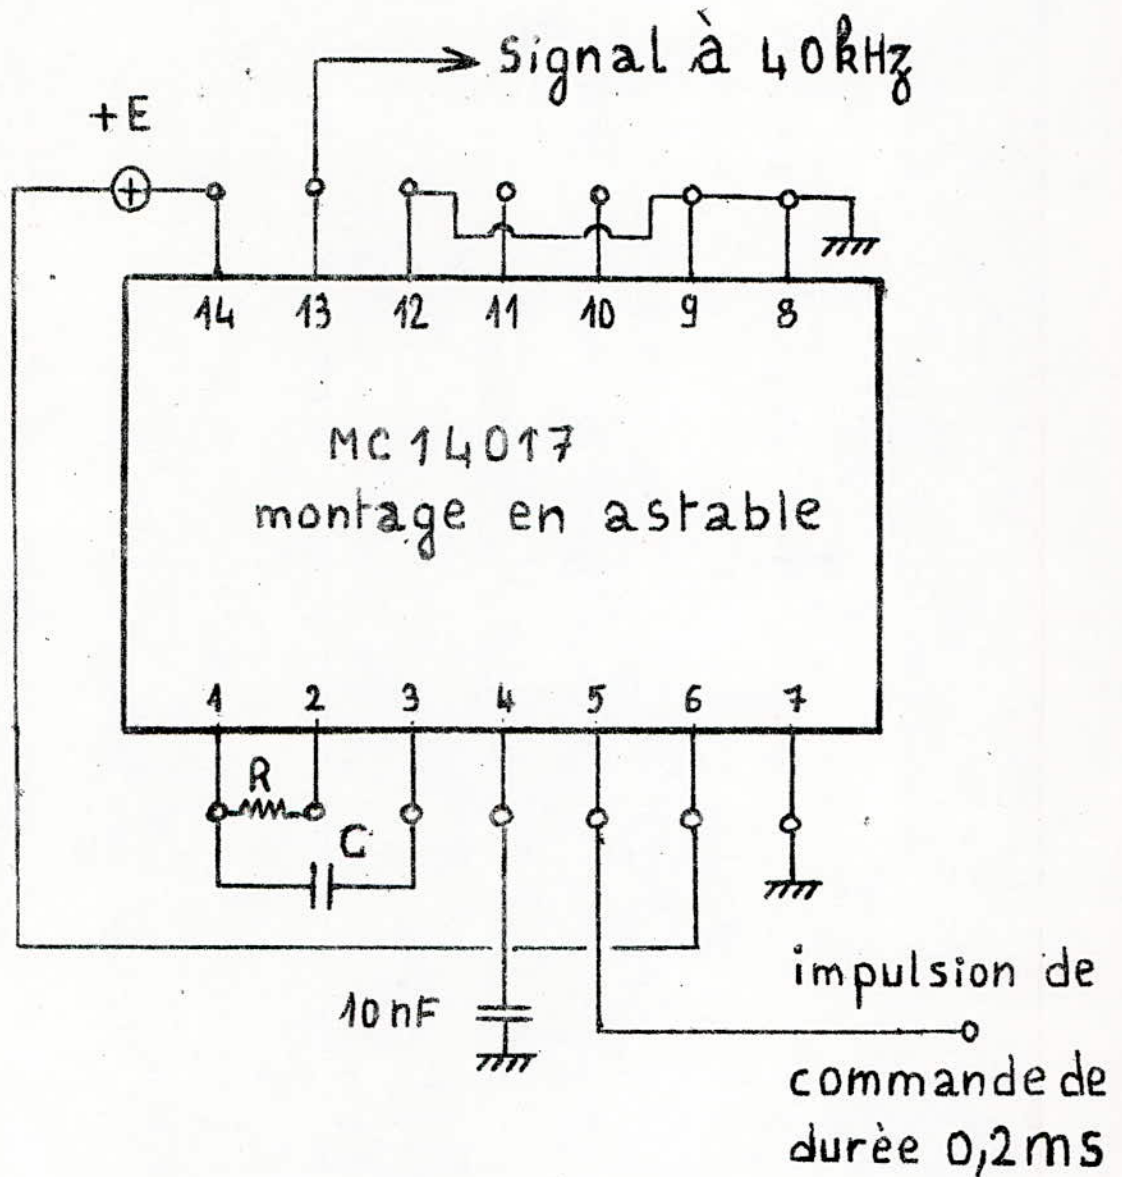 Signal à 40kHz
+E
14 13 12 11 10 9 8
MC14017
montage en astable
1 2 3 4 5 6 7
R
C
10nF
impulsion de
commande de
durèe 0,2ms